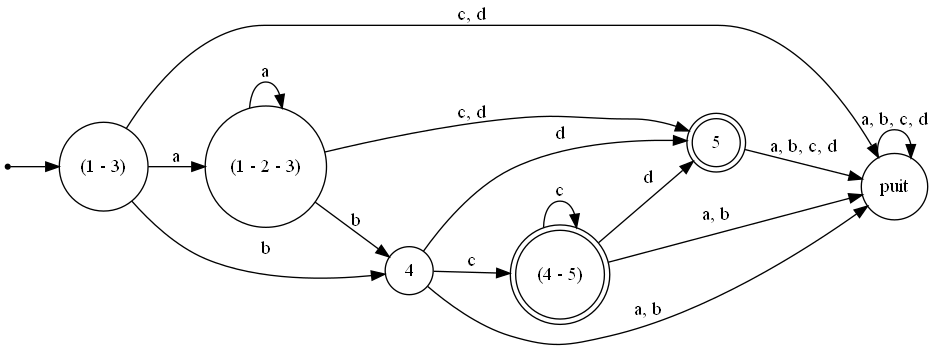 c, d
a
c, d
a, b, c, d
d
5
a, b, c, d
(1 - 3)
a
(1 - 2 - 3)
puit
b
c
d
a, b
b
4
c
(4 - 5)
a, b